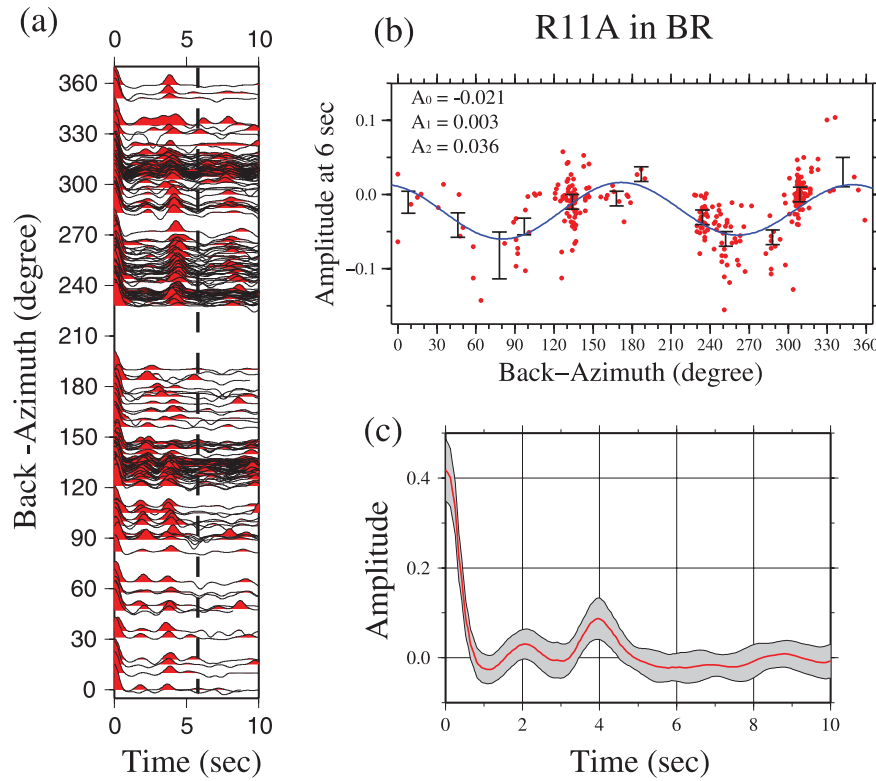 (a)
0 5 10
360
330
300
270
240
210
180
150
120
90
60
30
0
Back -Azimuth (degree)
0 5 10
Time (sec)
R11A in BR
(b)
A0 = -0.021
A1 = 0.003
A2 = 0.036
0.1
0.0
−0.1
Amplitude at 6 sec
0 30 60 90 120 150 180 210 240 270 300 330 360
Back−Azimuth (degree)
(c)
0.4
0.2
0.0
Amplitude
0 2 4 6 8 10
Time (sec)